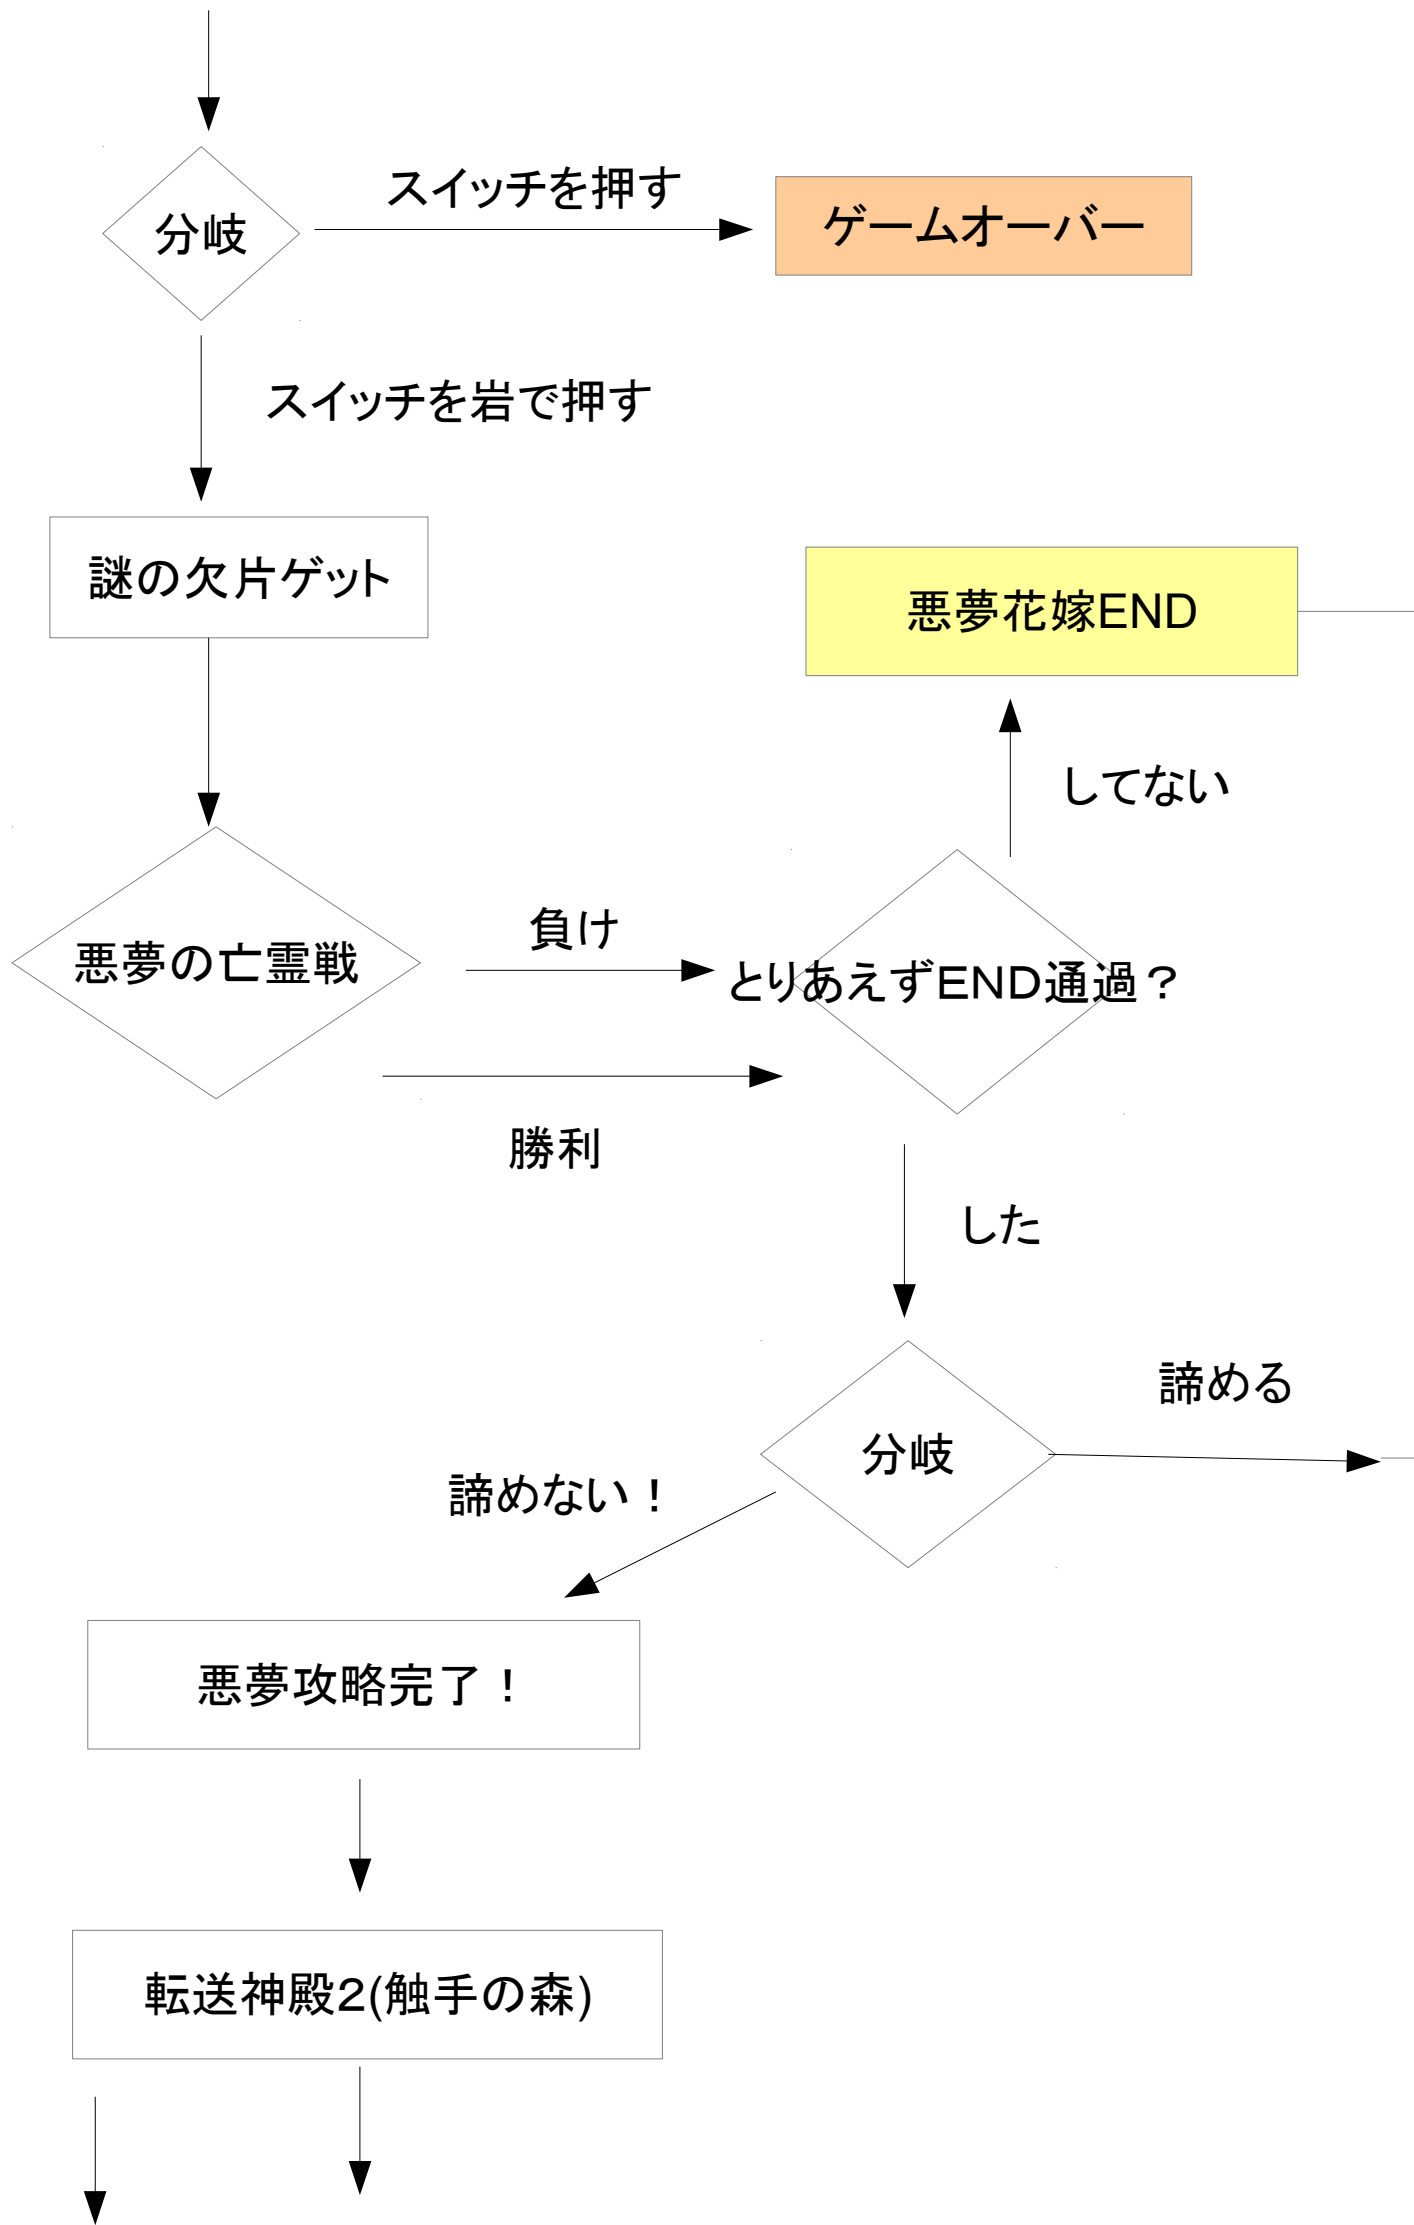 分岐
スイッチを押す
ゲームオーバー
スイッチを岩で押す
謎の欠片ゲット
悪夢花嫁END
してない
悪夢の亡霊戦
負け
とりあえずＥＮＤ通過？
勝利
した
分岐
諦める
諦めない！
悪夢攻略完了！
転送神殿２(触手の森)